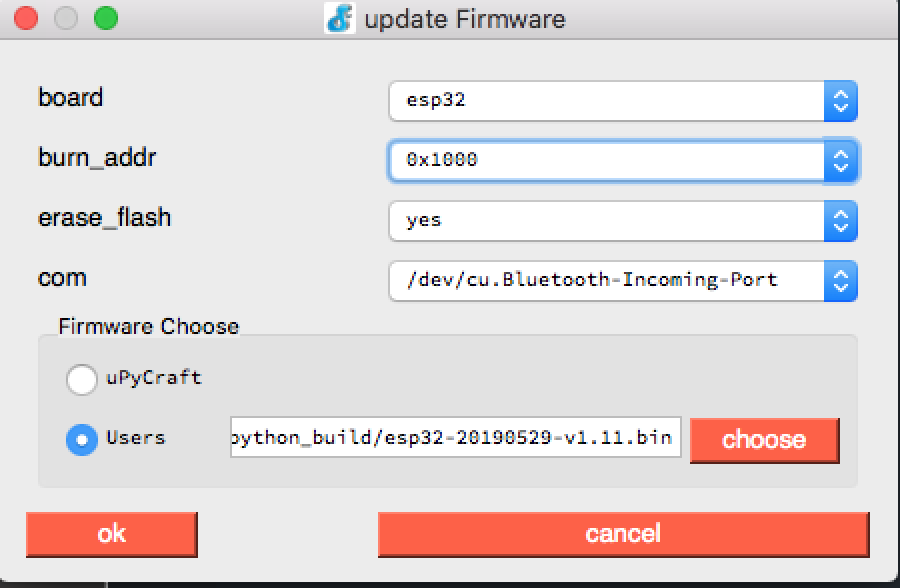 update Firmware
board
esp32
burn_addr
0x1000
erase_flash
yes
com
/dev/cu.Bluetooth-Incoming-Port
Firmware Choose
uPyCraft
Users
python_build/esp32-20190529-v1.11.bin
choose
ok
cancel